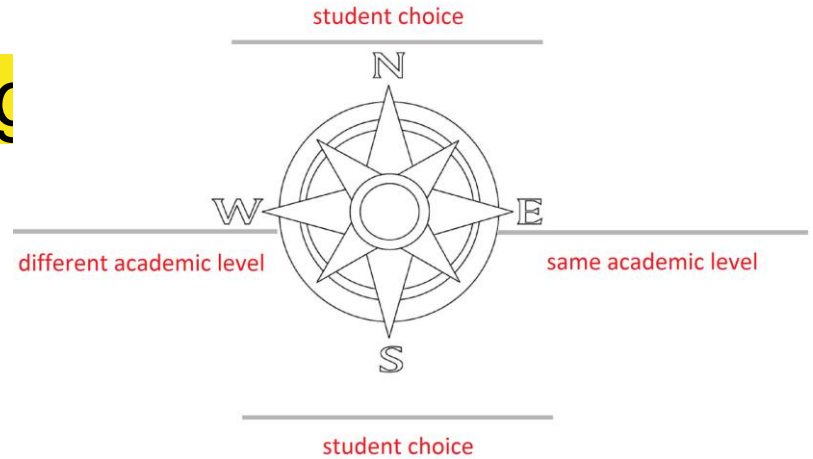 student choice
N
g
W
E
different academic level
same academic level
S
student choice